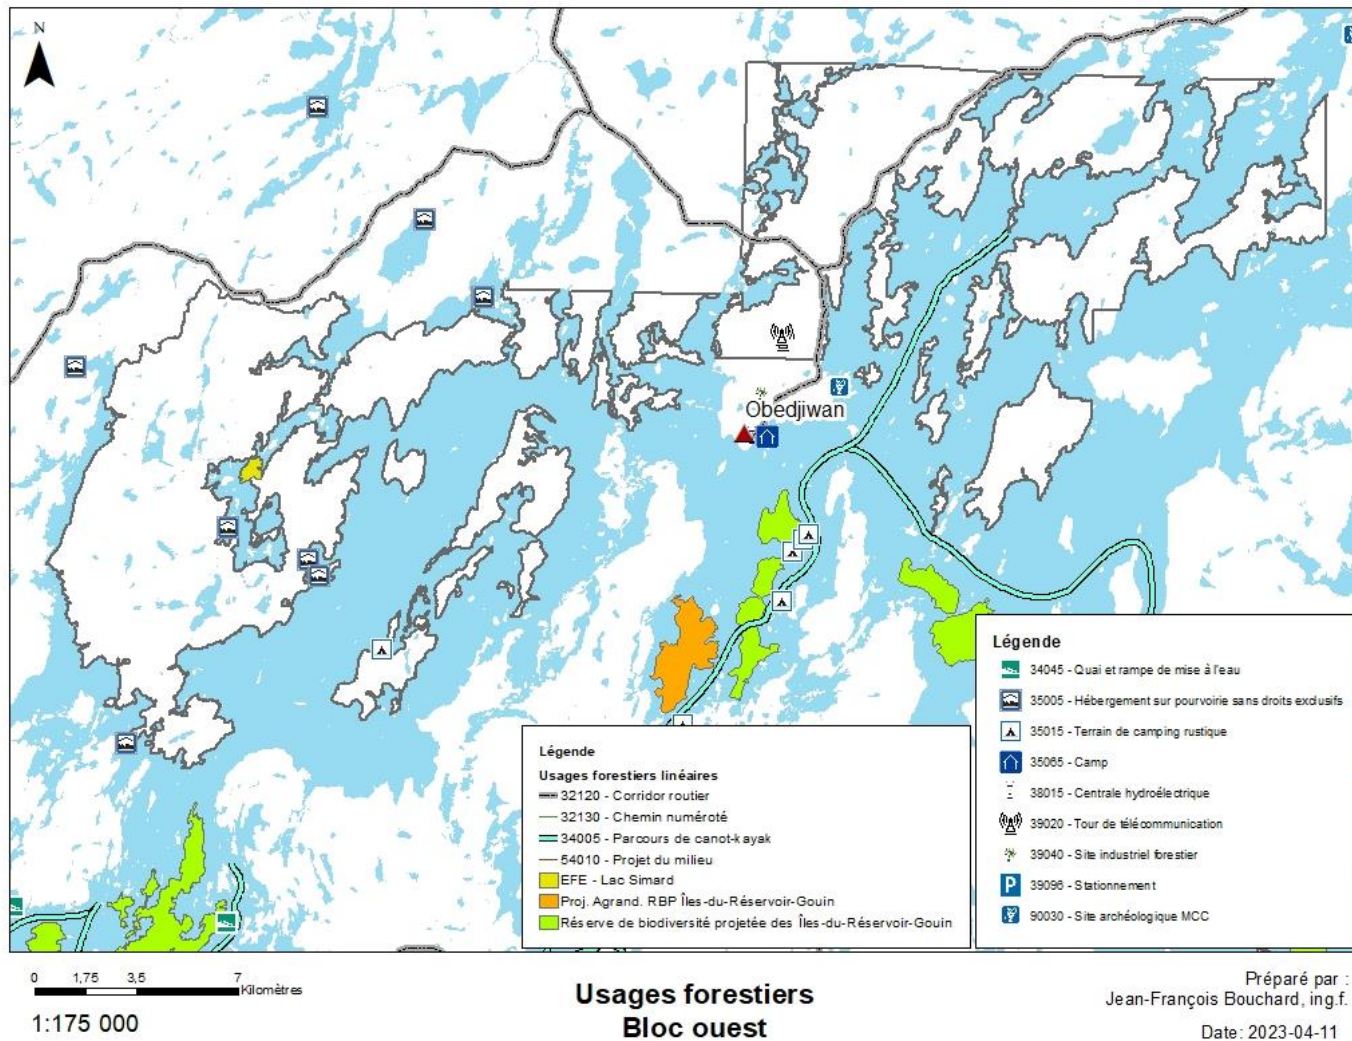 N
Obedjiwan
Légende
34045 - Quai et rampe de mise à l'eau
35005 - Hébergement sur pourvoirie sans droits exclusifs
35015 - Terrain de camping rustique
35065 - Camp
38015 - Centrale hydroélectrique
39020 - Tour de télécommunication
39040 - Site industriel forestier
P 39096 - Stationnement
90030 - Site archéologique MCC
Légende
Usages forestiers linéaires
32120 - Corridor routier
32130 - Chemin numéroté
34005 - Parcours de canot-kayak
54010 - Projet du milieu
EFE - Lac Simard
Proj. Agrand. RBP Îles-du-Réservoir-Gouin
Réserve de biodiversité projetée des Îles-du-Réservoir-Gouin
0 1,75 3,5 7
Kilomètres
1:175 000
Usages forestiers
Bloc ouest
Préparé par :
Jean-François Bouchard, ing.f.
Date: 2023-04-11